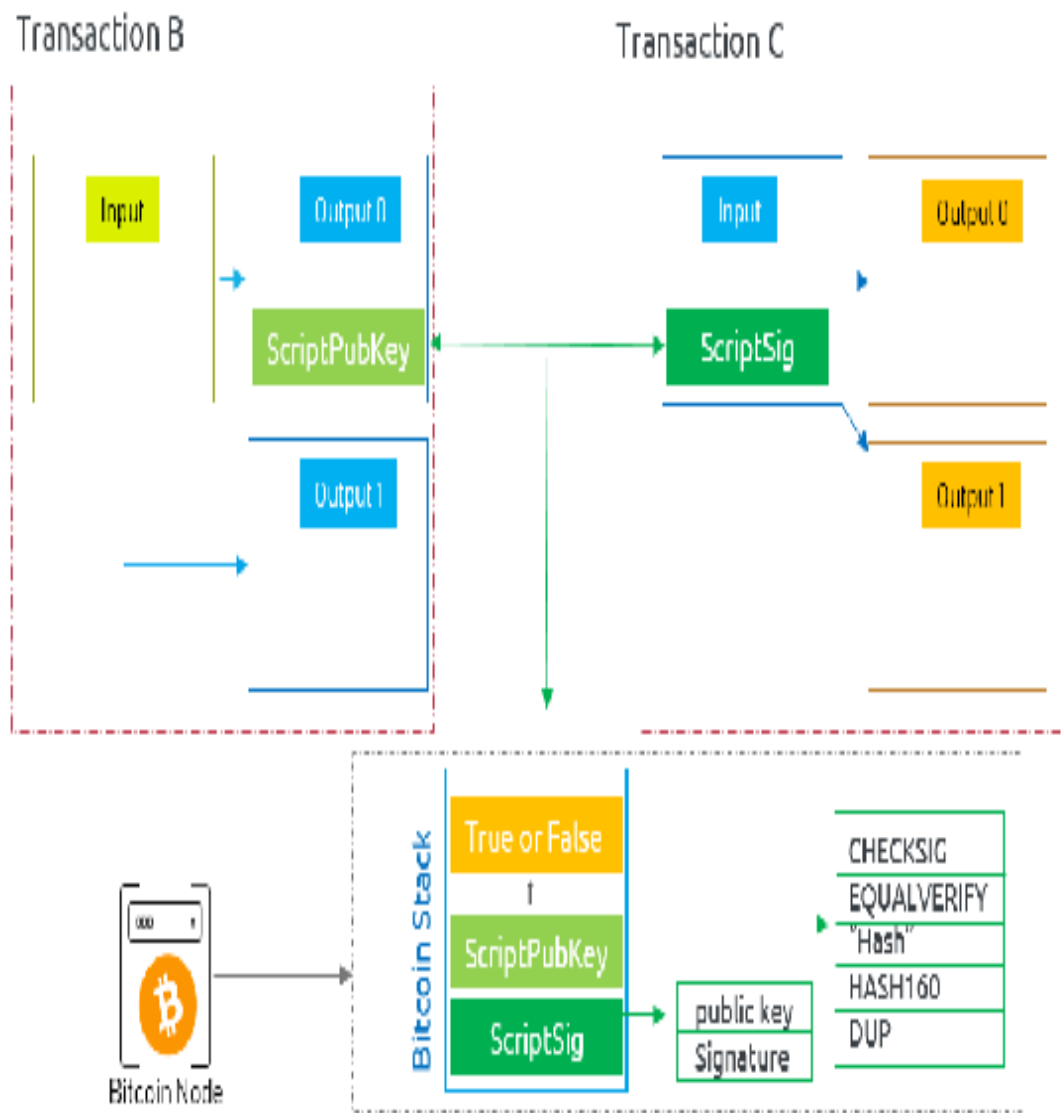 Transaction B
Transaction C
Input
Output 0
Input
Output 0
ScriptPubKey
ScriptSig
Output 1
Output 1
Bitcoin Stack
True or False
ScriptPubKey
ScriptSig
public key
Signature
CHECKSIG
EQUALVERIFY
"Hash"
HASH160
DUP
Bitcoin Node